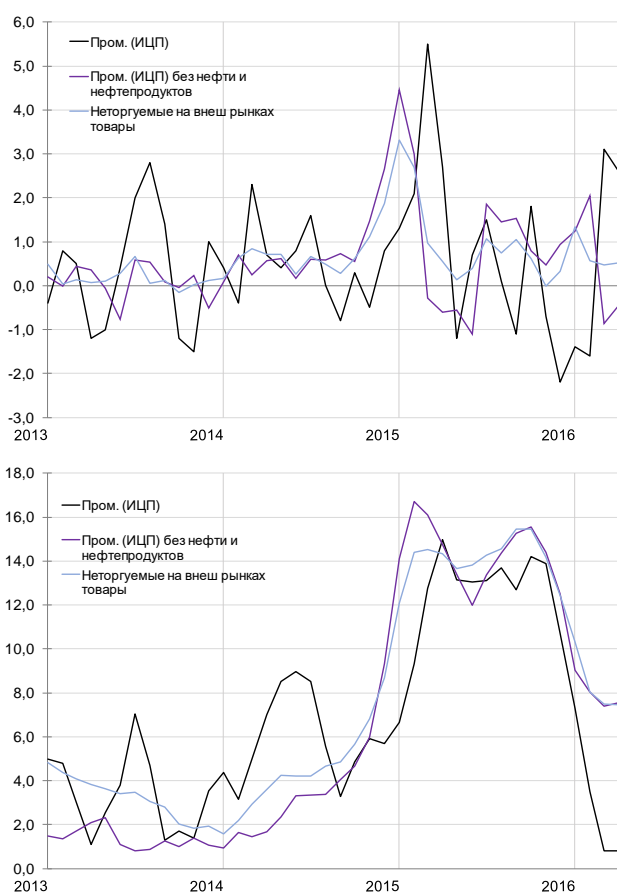 6,0
Пром. (ИЦП)
5,0
Пром. (ИЦП) без нефти и
нефтепродуктов
4,0
Неторгуемые на внеш рынках
товары
3,0
2,0
1,0
0,0
-1,0
-2,0
-3,0
2013 2014 2015 2016
18,0
Пром. (ИЦП)
16,0
Пром. (ИЦП) без нефти и
нефтепродуктов
14,0
Неторгуемые на внеш рынках
товары
12,0
10,0
8,0
6,0
4,0
2,0
0,0
2013 2014 2015 2016